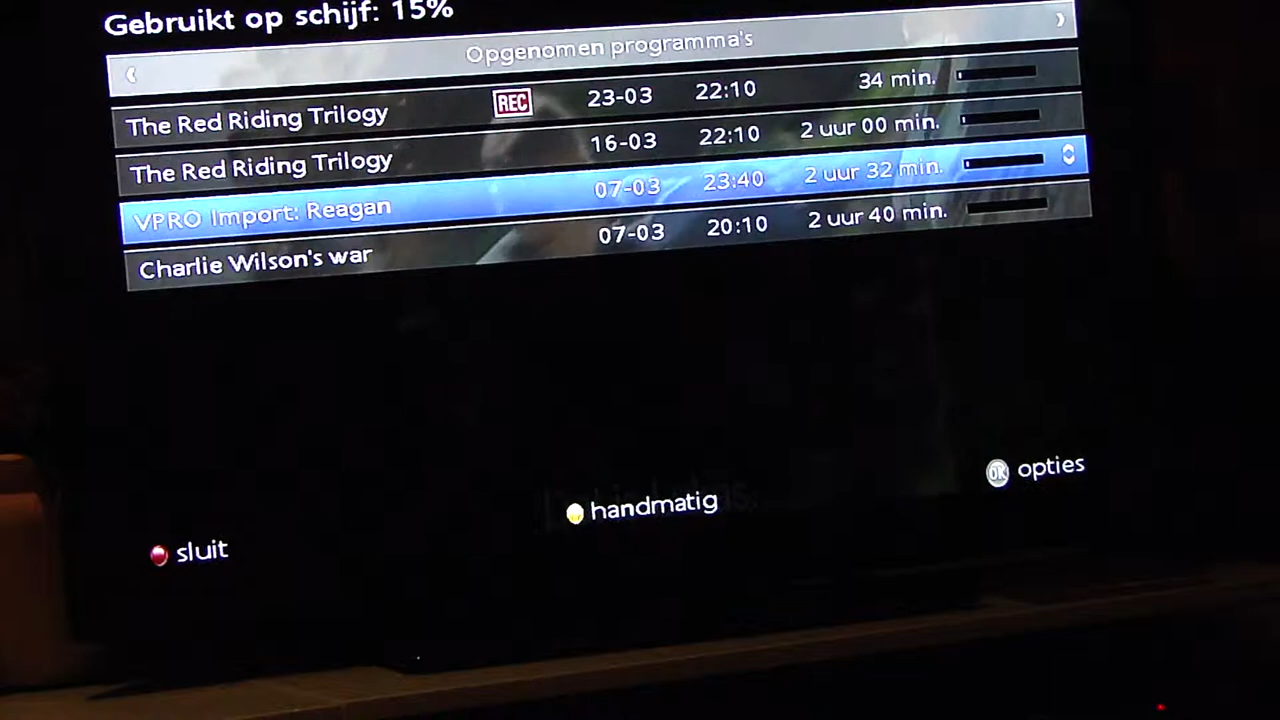 Gebruikt op schijf: 15%
Opgenomen programma's
The Red Riding Trilogy REC 23-03 22:10 34 min.
The Red Riding Trilogy 16-03 22:10 2 uur 00 min.
VPRO Import: Reagan 07-03 23:40 2 uur 32 min.
Charlie Wilson's war 07-03 20:10 2 uur 40 min.
OK opties
handmatig
sluit